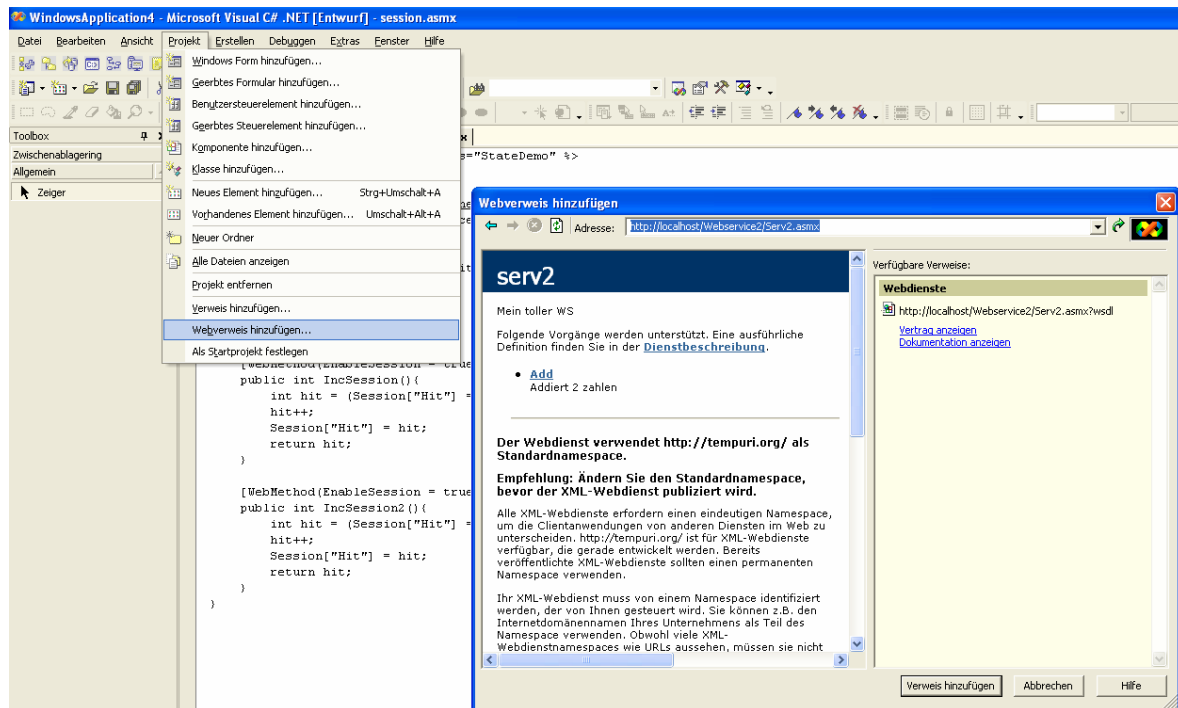 WindowsApplication4 - Microsoft Visual C# .NET [Entwurf] - session.asmx
Datei Bearbeiten Ansicht Projekt Erstellen Debuggen Extras Fenster Hilfe
Windows Form hinzufügen...
Geerbtes Formular hinzufügen...
Benutzersteuerelement hinzufügen...
Geerbtes Steuerelement hinzufügen...
Komponente hinzufügen...
Klasse hinzufügen...
Neues Element hinzufügen... Strg+Umschalt+A
Vorhandenes Element hinzufügen... Umschalt+Alt+A
Neuer Ordner
Alle Dateien anzeigen
Projekt entfernen
Verweis hinzufügen...
Webverweis hinzufügen...
Als Startprojekt festlegen
Toolbox
Zwischenablagering
Allgemein
Zeiger
="StateDemo" %>
[WebMethod(EnableSession = true
public int IncSession(){
int hit = (Session["Hit"] =
hit++;
Session["Hit"] = hit;
return hit;
}
[WebMethod(EnableSession = true
public int IncSession2(){
int hit = (Session["Hit"] =
hit++;
Session["Hit"] = hit;
return hit;
}
}
Webverweis hinzufügen
Adresse: http://localhost/Webservice2/Serv2.asmx
serv2
Mein toller WS
Folgende Vorgänge werden unterstützt. Eine ausführliche
Definition finden Sie in der Dienstbeschreibung.
• Add
Addiert 2 zahlen
Der Webdienst verwendet http://tempuri.org/ als
Standardnamespace.
Empfehlung: Ändern Sie den Standardnamespace,
bevor der XML-Webdienst publiziert wird.
Alle XML-Webdienste erfordern einen eindeutigen Namespace,
um die Clientanwendungen von anderen Diensten im Web zu
unterscheiden. http://tempuri.org/ ist für XML-Webdienste
verfügbar, die gerade entwickelt werden. Bereits
veröffentlichte XML-Webdienste sollten einen permanenten
Namespace verwenden.
Ihr XML-Webdienst muss von einem Namespace identifiziert
werden, der von Ihnen gesteuert wird. Sie können z.B. den
Internetdomänennamen Ihres Unternehmens als Teil des
Namespace verwenden. Obwohl viele XML-
Webdienstnamespaces wie URLs aussehen, müssen sie nicht
Verfügbare Verweise:
Webdienste
http://localhost/Webservice2/Serv2.asmx?wsdl
Vertrag anzeigen
Dokumentation anzeigen
Verweis hinzufügen Abbrechen Hilfe